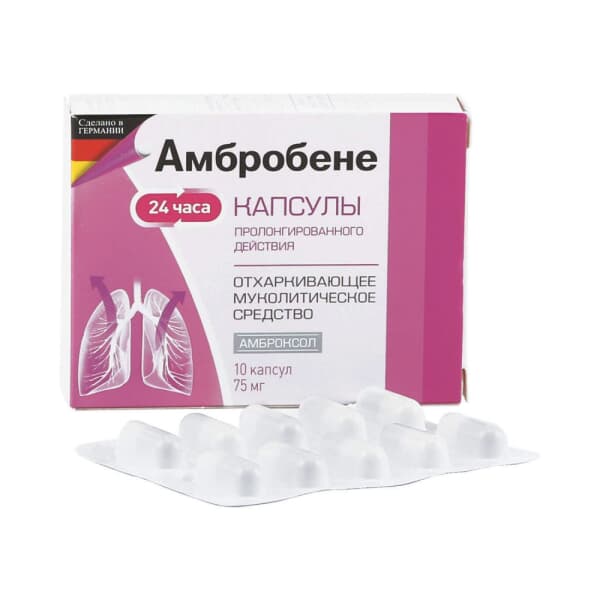 Сделано в
ГЕРМАНИИ
Амбробене
24 часа
КАПСУЛЫ
ПРОЛОНГИРОВАННОГО
ДЕЙСТВИЯ
ОТХАРКИВАЮЩЕЕ
МУКОЛИТИЧЕСКОЕ
СРЕДСТВО
АМБРОКСОЛ
10 капсул
75 мг